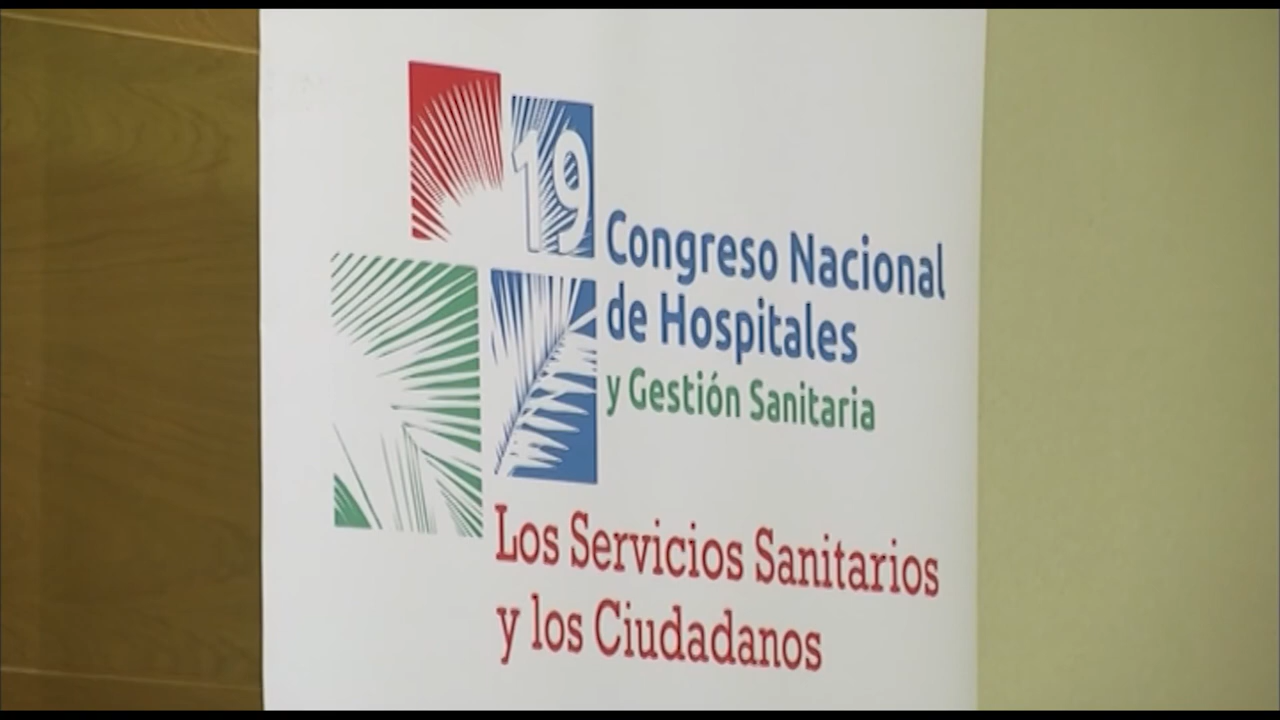 19
Congreso Nacional
de Hospitales
y Gestión Sanitaria
Los Servicios Sanitarios
y los Ciudadanos